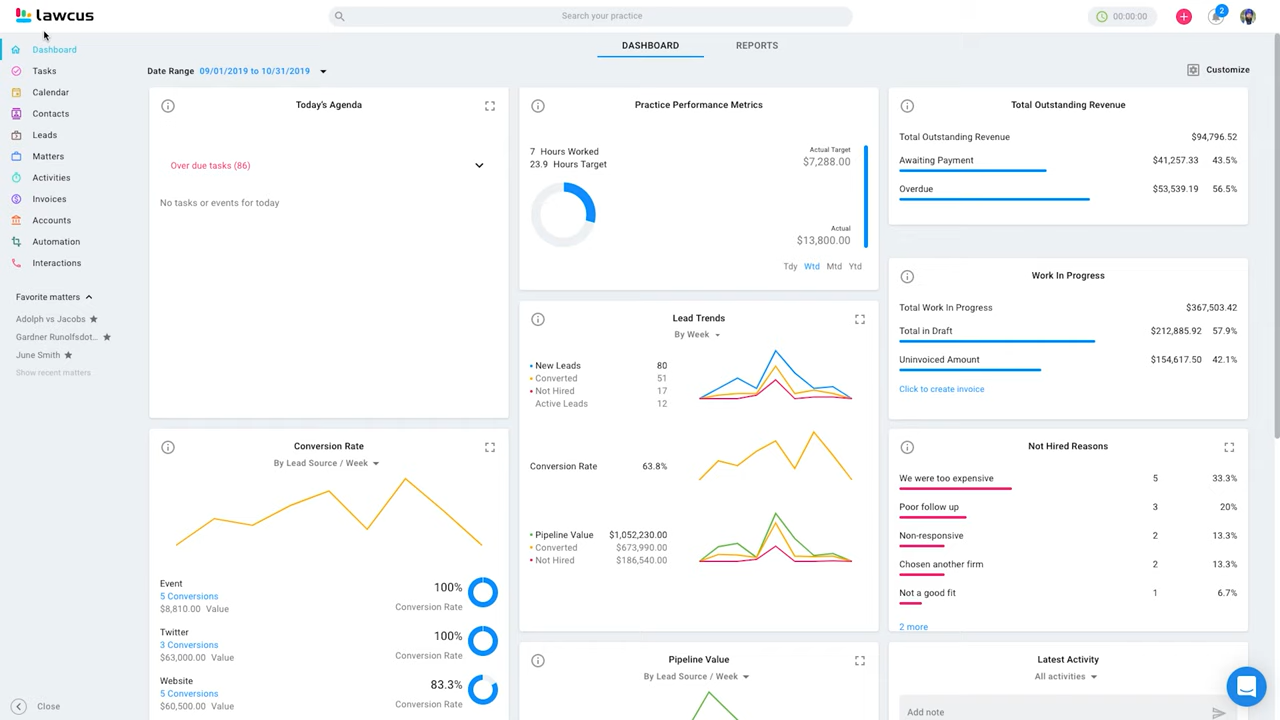 lawcus
Search your practice
00:00:00
2
Dashboard
Tasks
Calendar
Contacts
Leads
Matters
Activities
Invoices
Accounts
Automation
Interactions
Favorite matters
Adolph vs Jacobs
Gardner Runolfsdot..
June Smith
Show recent matters
Close
DASHBOARD REPORTS
Date Range 09/01/2019 to 10/31/2019
Customize
Today's Agenda
Over due tasks (86)
No tasks or events for today
Practice Performance Metrics
7 Hours Worked
23.9 Hours Target
Actual Target
$7,288.00
Actual
$13,800.00
Tdy Wtd Mtd Ytd
Total Outstanding Revenue
Total Outstanding Revenue $94,796.52
Awaiting Payment $41,257.33 43.5%
Overdue $53,539.19 56.5%
Work In Progress
Total Work In Progress $367,503.42
Total in Draft $212,885.92 57.9%
Uninvoiced Amount $154,617.50 42.1%
Click to create invoice
Lead Trends
By Week
New Leads 80
Converted 51
Not Hired 17
Active Leads 12
Conversion Rate 63.8%
Pipeline Value $1,052,230.00
Converted $673,990.00
Not Hired $186,540.00
Conversion Rate
By Lead Source / Week
Event
5 Conversions
$8,810.00 Value
100%
Conversion Rate
Twitter
3 Conversions
$63,000.00 Value
100%
Conversion Rate
Website
5 Conversions
$60,500.00 Value
83.3%
Conversion Rate
Not Hired Reasons
We were too expensive 5 33.3%
Poor follow up 3 20%
Non-responsive 2 13.3%
Chosen another firm 2 13.3%
Not a good fit 1 6.7%
2 more
Pipeline Value
By Lead Source / Week
Latest Activity
All activities
Add note